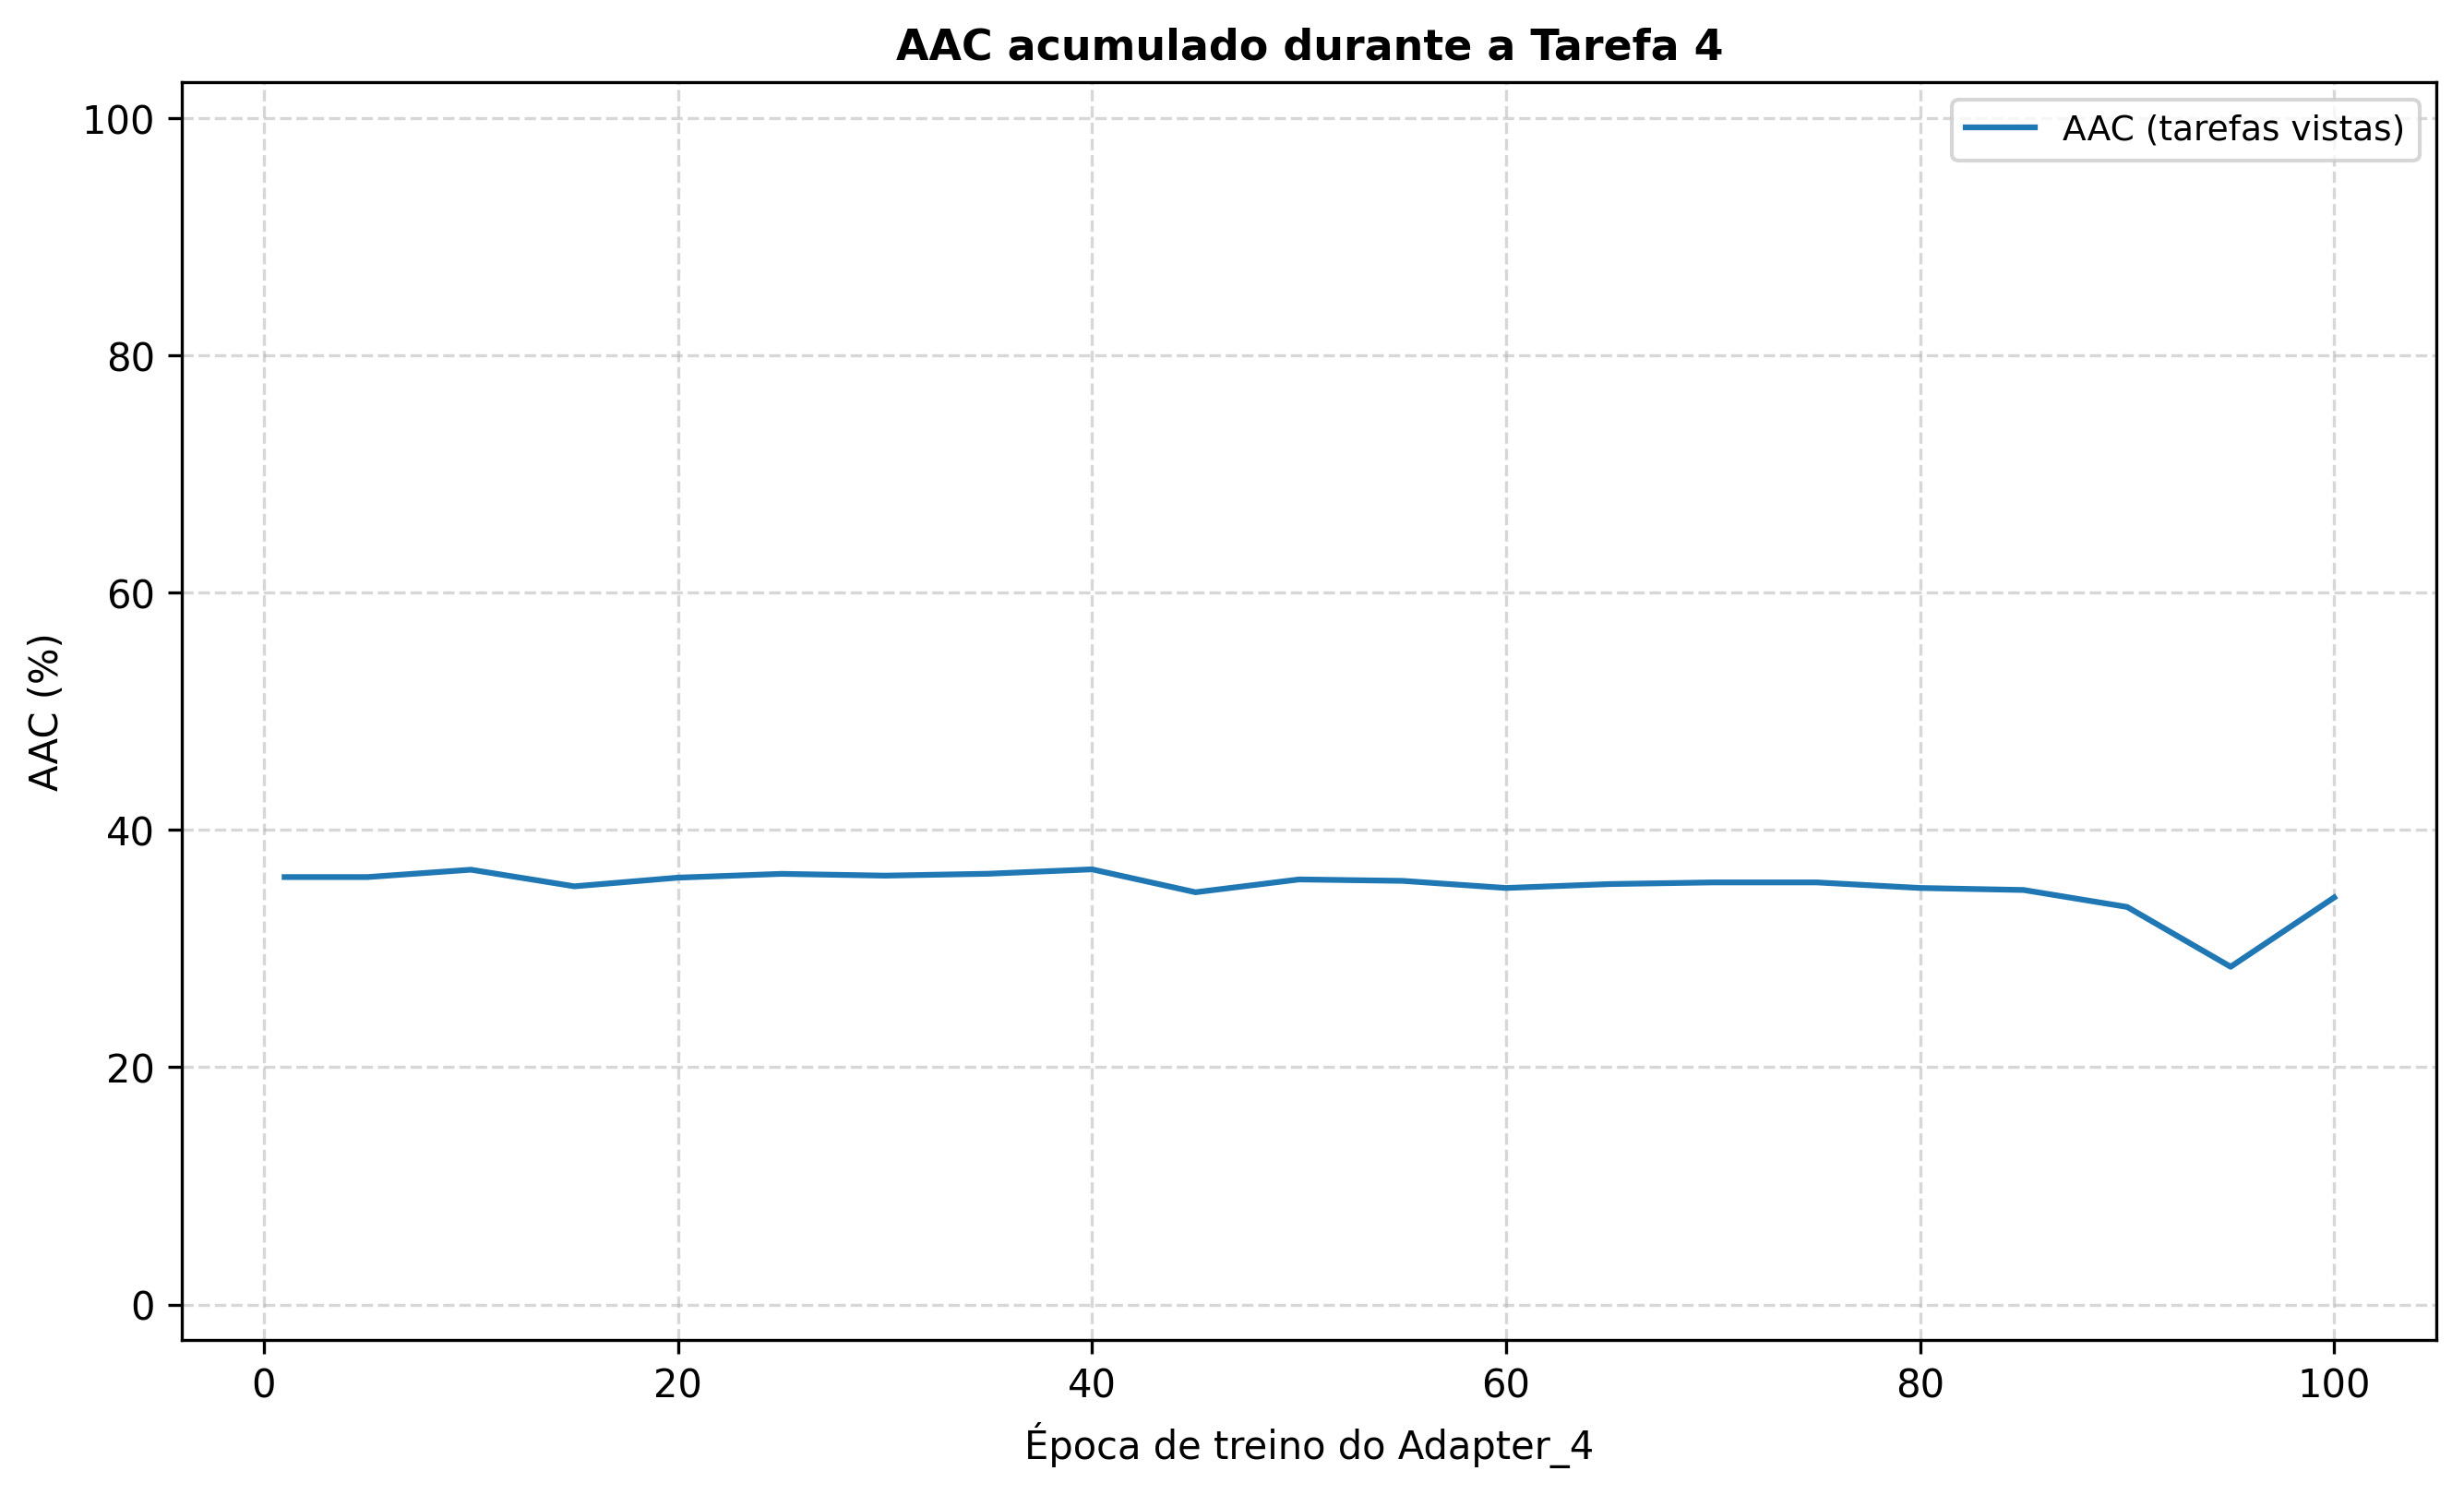 AAC acumulado durante a Tarefa 4
AAC (tarefas vistas)
100
80
60
40
20
0
AAC (%)
0 20 40 60 80 100
Época de treino do Adapter_4